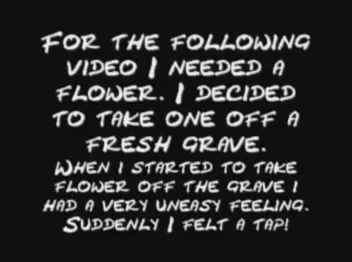 FOR THE FOLLOWING
VIDEO I NEEDED A
FLOWER. I DECIDED
TO TAKE ONE OFF A
FRESH GRAVE.
WHEN I STARTED TO TAKE
FLOWER OFF THE GRAVE I
HAD A VERY UNEASY FEELING.
SUDDENLY I FELT A TAP!